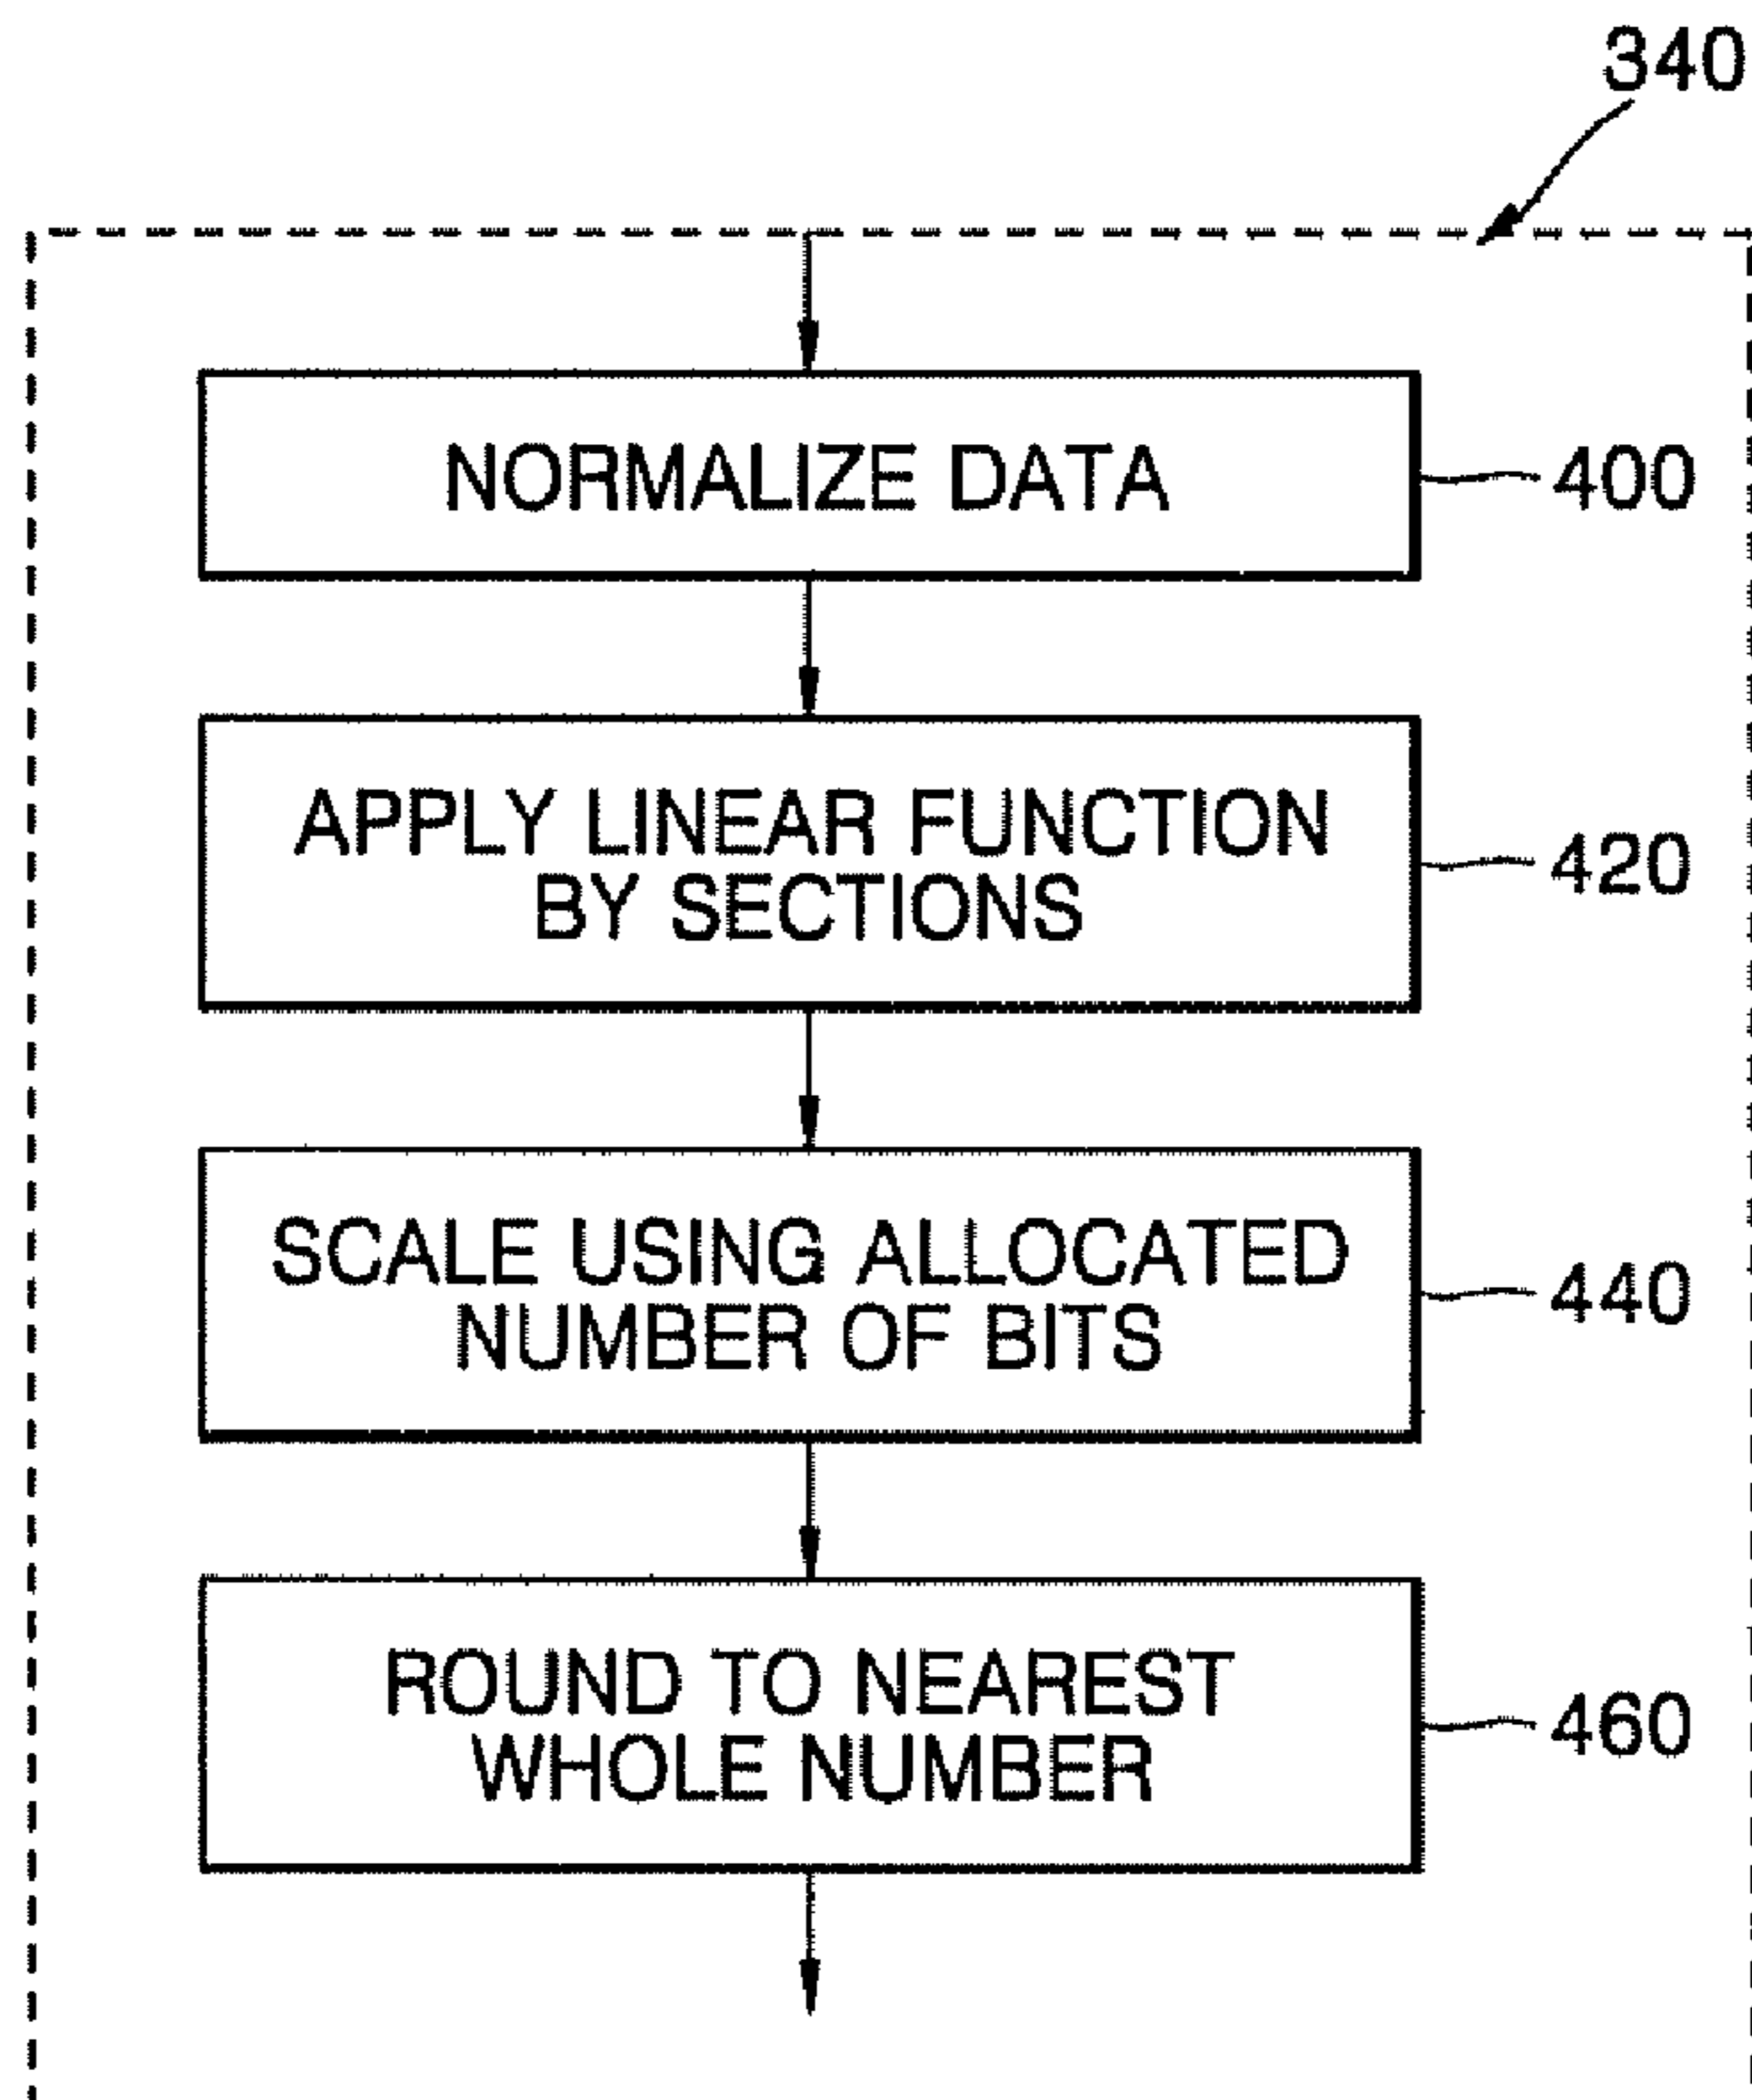 340
NORMALIZE DATA
400
APPLY LINEAR FUNCTION
BY SECTIONS
420
SCALE USING ALLOCATED
NUMBER OF BITS
440
ROUND TO NEAREST
WHOLE NUMBER
460